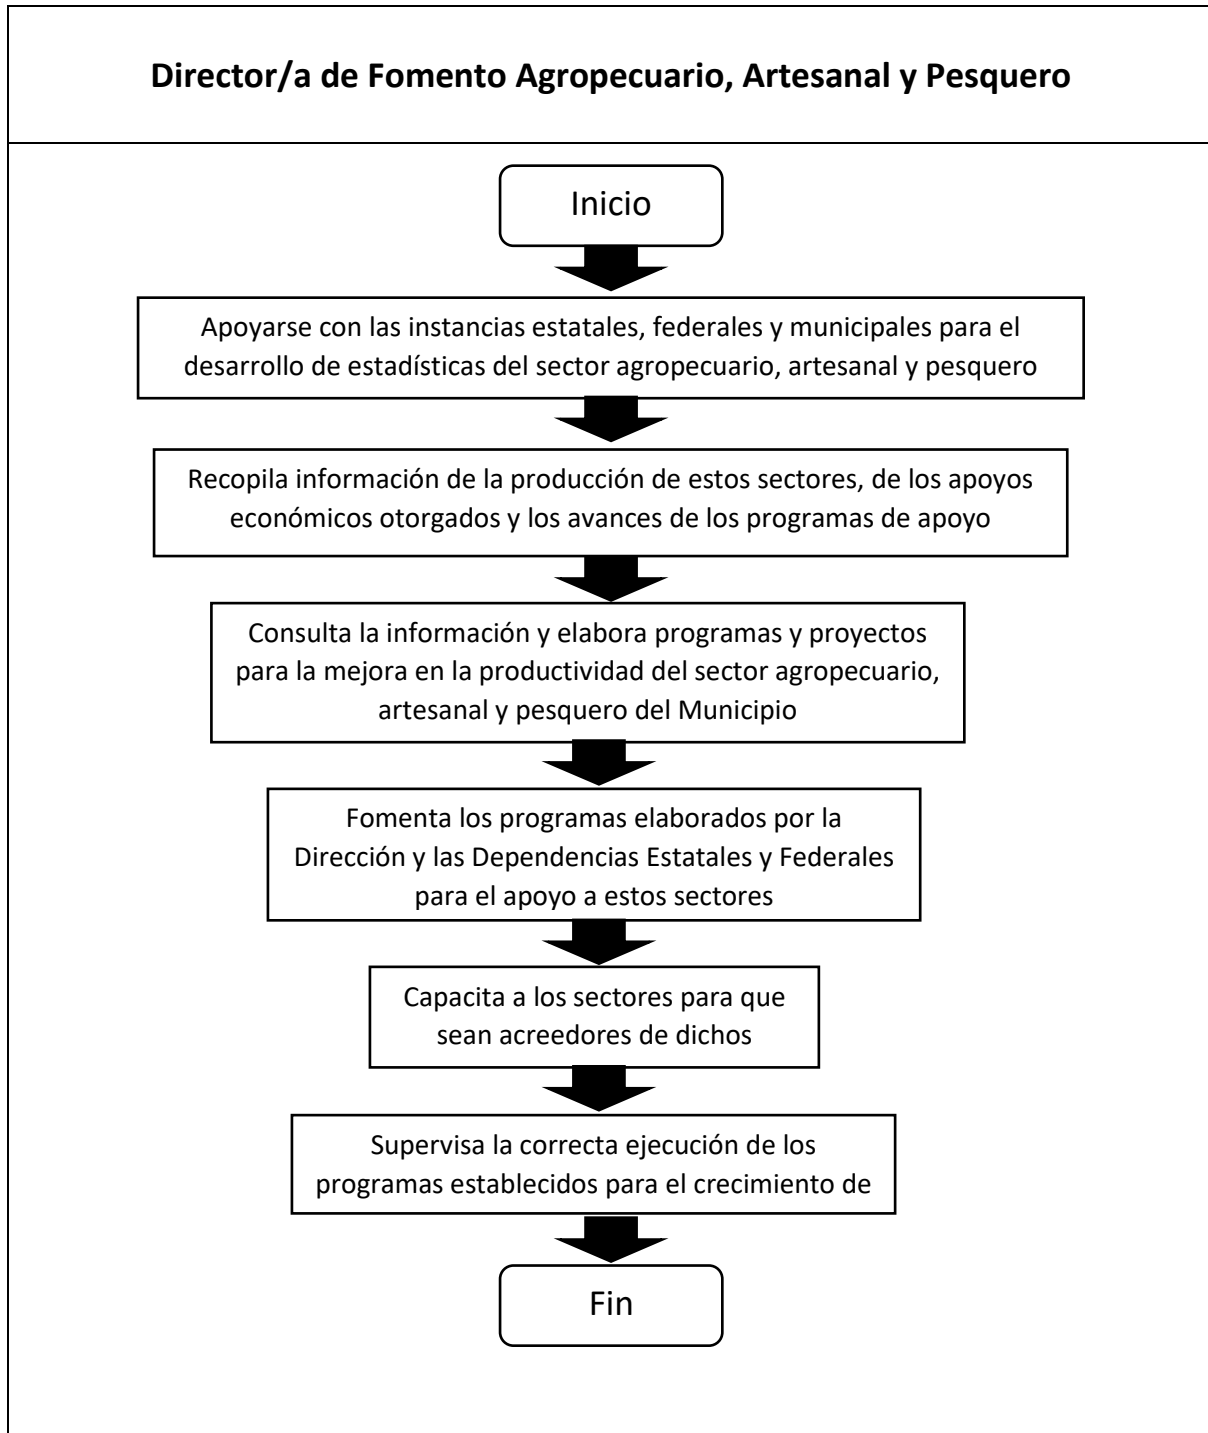 Director/a de Fomento Agropecuario, Artesanal y Pesquero
Inicio
Apoyarse con las instancias estatales, federales y municipales para el
desarrollo de estadísticas del sector agropecuario, artesanal y pesquero
Recopila información de la producción de estos sectores, de los apoyos
económicos otorgados y los avances de los programas de apoyo
Consulta la información y elabora programas y proyectos
para la mejora en la productividad del sector agropecuario,
artesanal y pesquero del Municipio
Fomenta los programas elaborados por la
Dirección y las Dependencias Estatales y Federales
para el apoyo a estos sectores
Capacita a los sectores para que
sean acreedores de dichos
Supervisa la correcta ejecución de los
programas establecidos para el crecimiento de
Fin